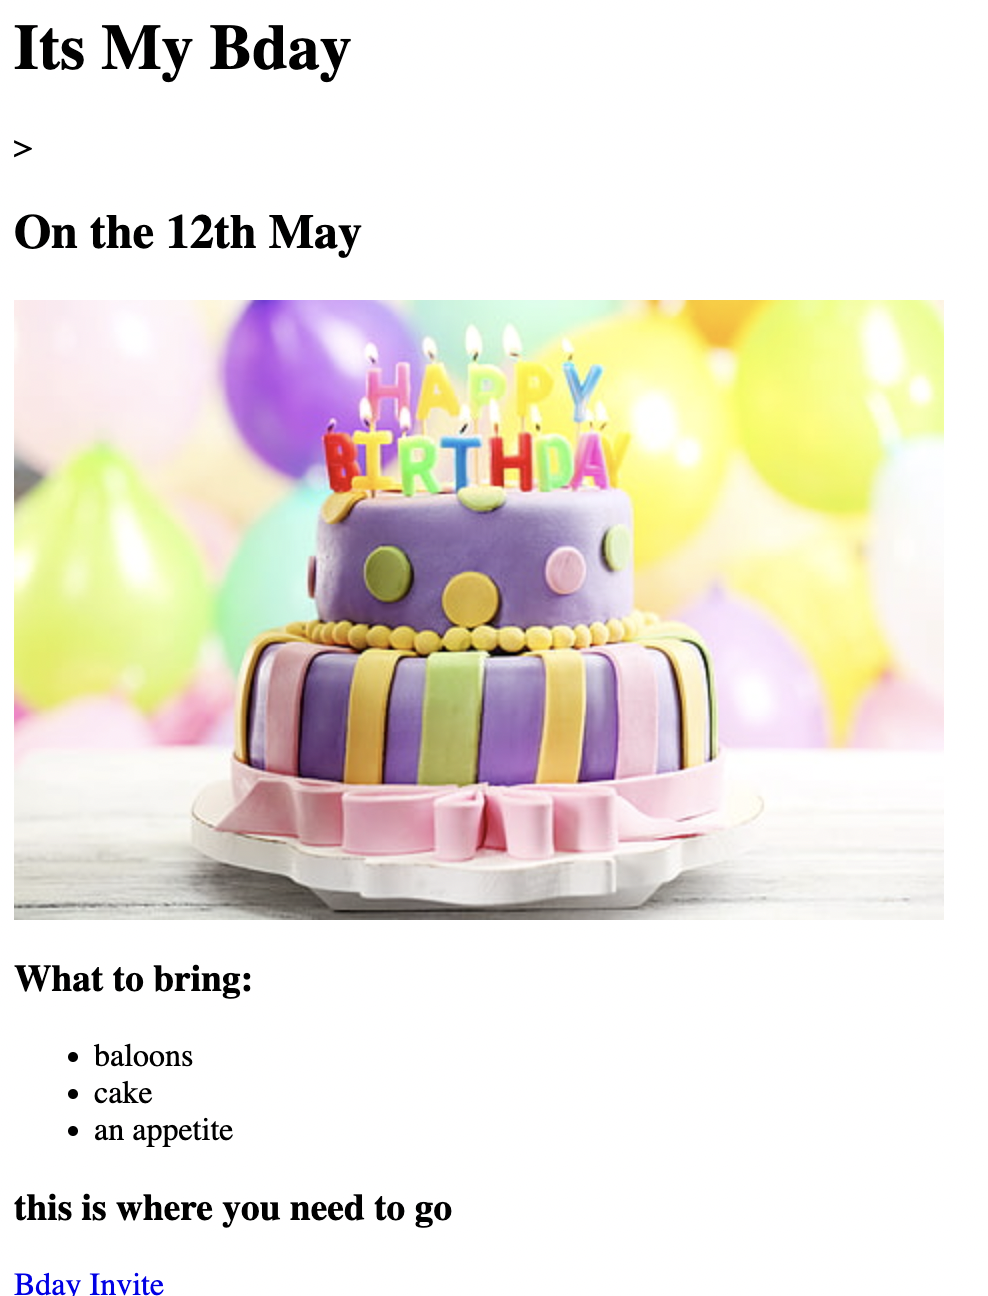 Its My Bday
>
On the 12th May
HAPPY
BIRTHDAY
What to bring:
• baloons
• cake
• an appetite
this is where you need to go
Bday Invite